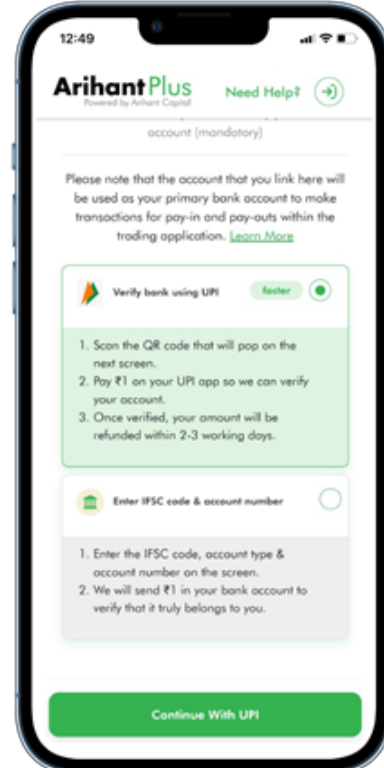 12:49
ArihantPlus
Powered by Arihant Capital
Need Help?
account (mandatory)
Please note that the account that you link here will
be used as your primary bank account to make
transactions for pay-in and pay-outs within the
trading application. Learn More
Verify bank using UPI
faster
1. Scan the QR code that will pop on the
next screen.
2. Pay ₹1 on your UPI app so we can verify
your account.
3. Once verified, your amount will be
refunded within 2-3 working days.
Enter IFSC code & account number
1. Enter the IFSC code, account type &
account number on the screen.
2. We will send ₹1 in your bank account to
verify that it truly belongs to you.
Continue With UPI